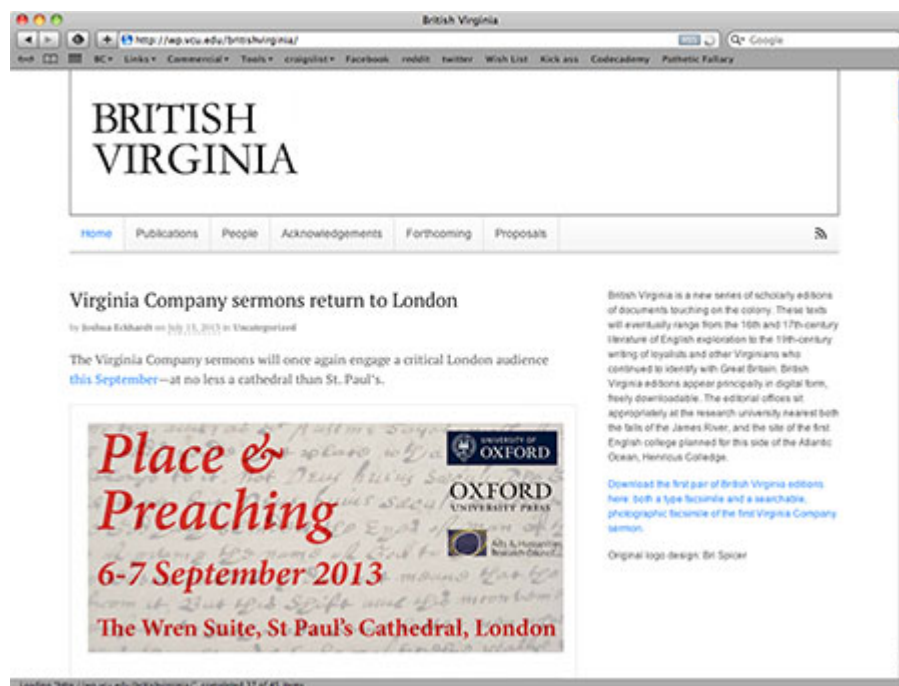 British Virginia
http://wp.vcu.edu/britishvirginia/
RSS
Google
BC Links Commercial Tools craigslist Facebook reddit twitter Wish List Kick ass Codecademy Pathetic Fallacy
BRITISH
VIRGINIA
Home Publications People Acknowledgements Forthcoming Proposals
Virginia Company sermons return to London
by Joshua Eckhardt on July 13, 2013 in Uncategorized
The Virginia Company sermons will once again engage a critical London audience
this September—at no less a cathedral than St. Paul's.
Place &
Preaching
6-7 September 2013
The Wren Suite, St Paul's Cathedral, London
UNIVERSITY OF
OXFORD
OXFORD
UNIVERSITY PRESS
Arts & Humanities
Research Council
British Virginia is a new series of scholarly editions
of documents touching on the colony. These texts
will eventually range from the 16th and 17th-century
literature of English exploration to the 19th-century
writing of loyalists and other Virginians who
continued to identify with Great Britain. British
Virginia editions appear principally in digital form,
freely downloadable. The editorial offices sit
appropriately at the research university nearest both
the falls of the James River, and the site of the first
English college planned for this side of the Atlantic
Ocean, Henricus Colledge.
Download the first pair of British Virginia editions
here: both a type facsimile and a searchable,
photographic facsimile of the first Virginia Company
sermon.
Original logo design: Bri Spicer